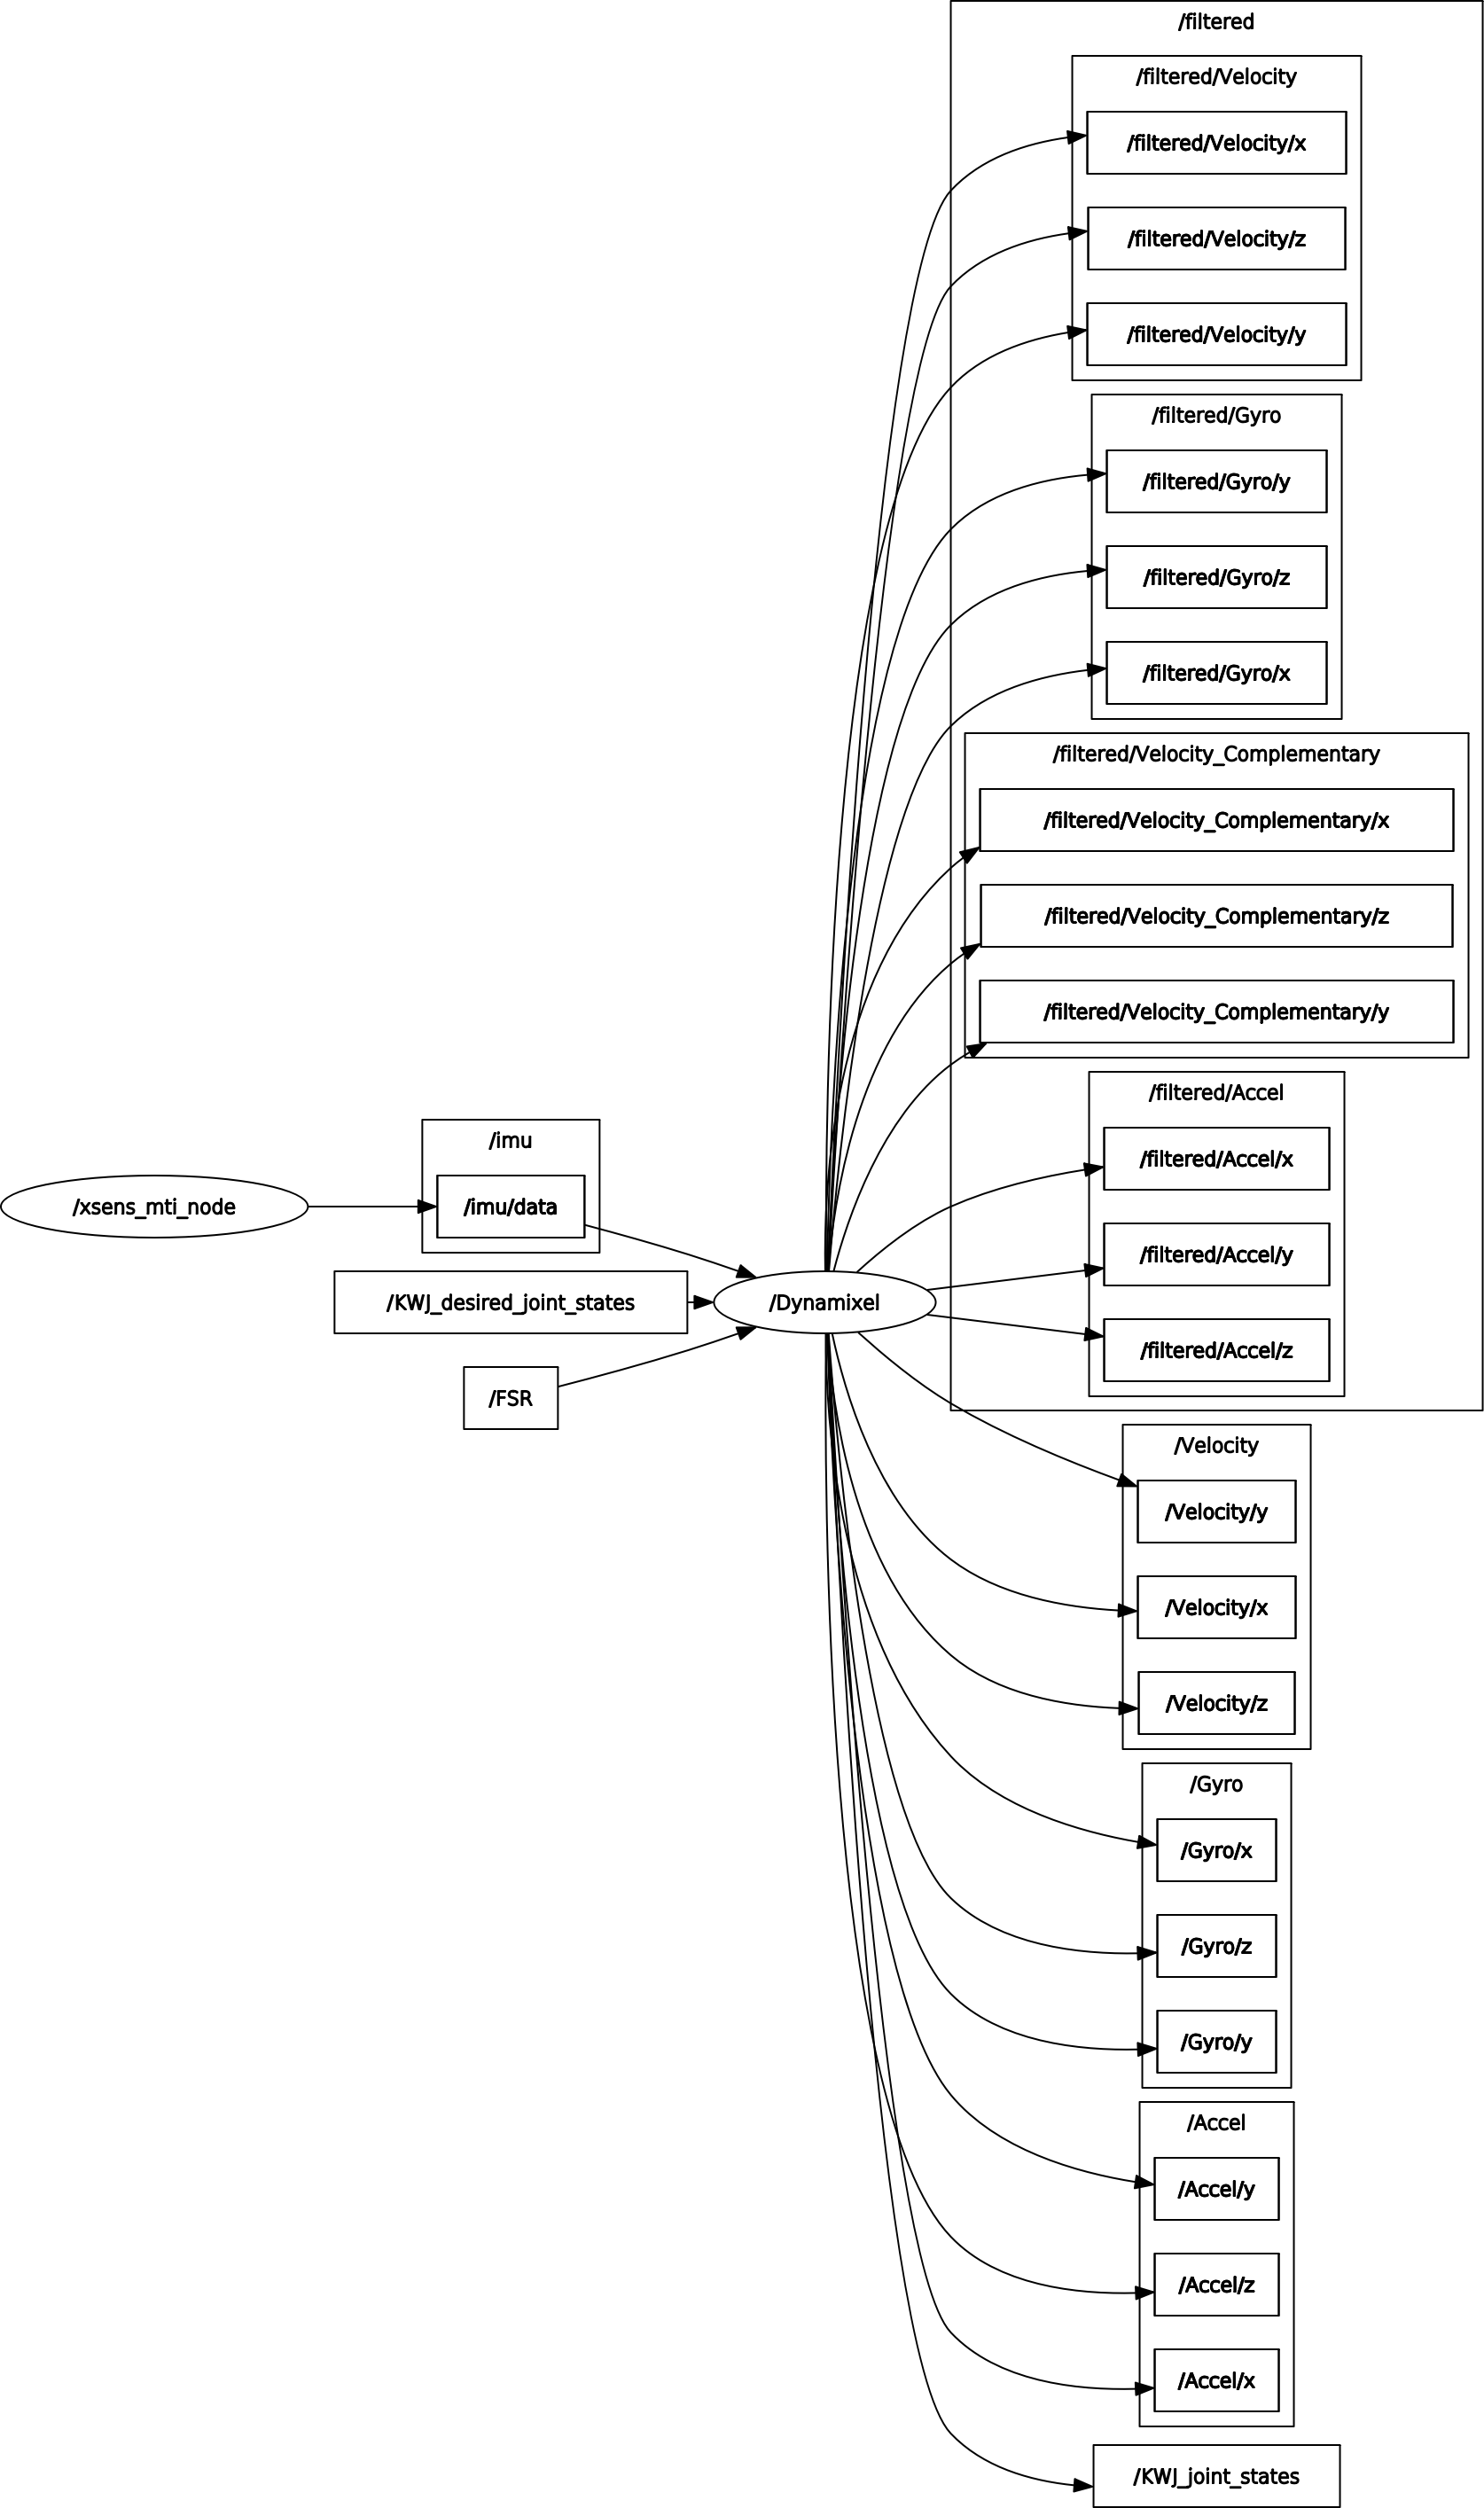 /filtered
/filtered/Velocity
/filtered/Velocity/x
/filtered/Velocity/z
/filtered/Velocity/y
/filtered/Gyro
/filtered/Gyro/y
/filtered/Gyro/z
/filtered/Gyro/x
/filtered/Velocity_Complementary
/filtered/Velocity_Complementary/x
/filtered/Velocity_Complementary/z
/filtered/Velocity_Complementary/y
/filtered/Accel
/filtered/Accel/x
/filtered/Accel/y
/filtered/Accel/z
/xsens_mti_node
/imu
/imu/data
/KWJ_desired_joint_states
/FSR
/Dynamixel
/Velocity
/Velocity/y
/Velocity/x
/Velocity/z
/Gyro
/Gyro/x
/Gyro/z
/Gyro/y
/Accel
/Accel/y
/Accel/z
/Accel/x
/KWJ_joint_states